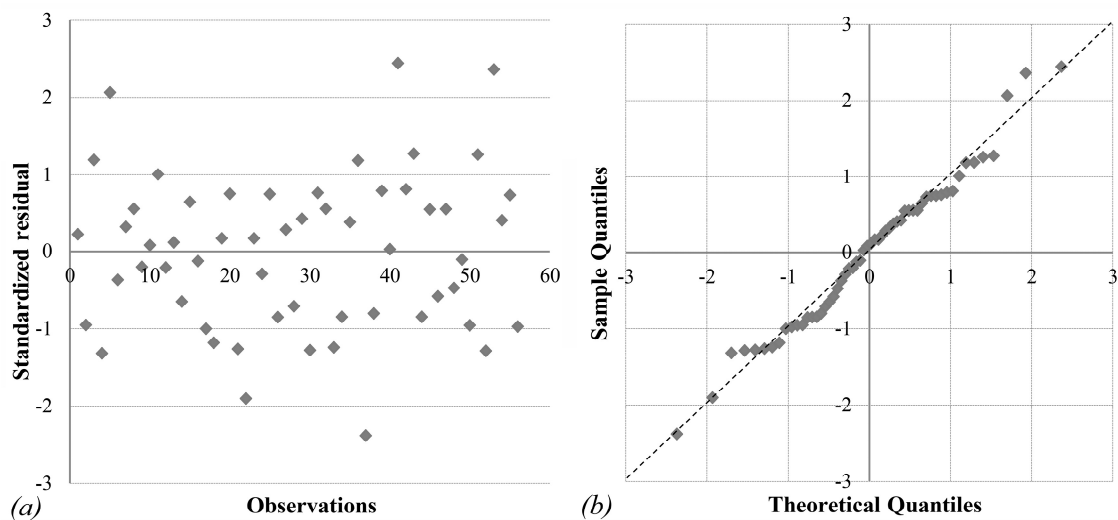 3
2
1
0
-1
-2
-3
0 10 20 30 40 50 60
Standardized residual
Observations
(a)
3
2
1
0
-1
-2
-3
-3 -2 -1 0 1 2 3
Sample Quantiles
Theoretical Quantiles
(b)